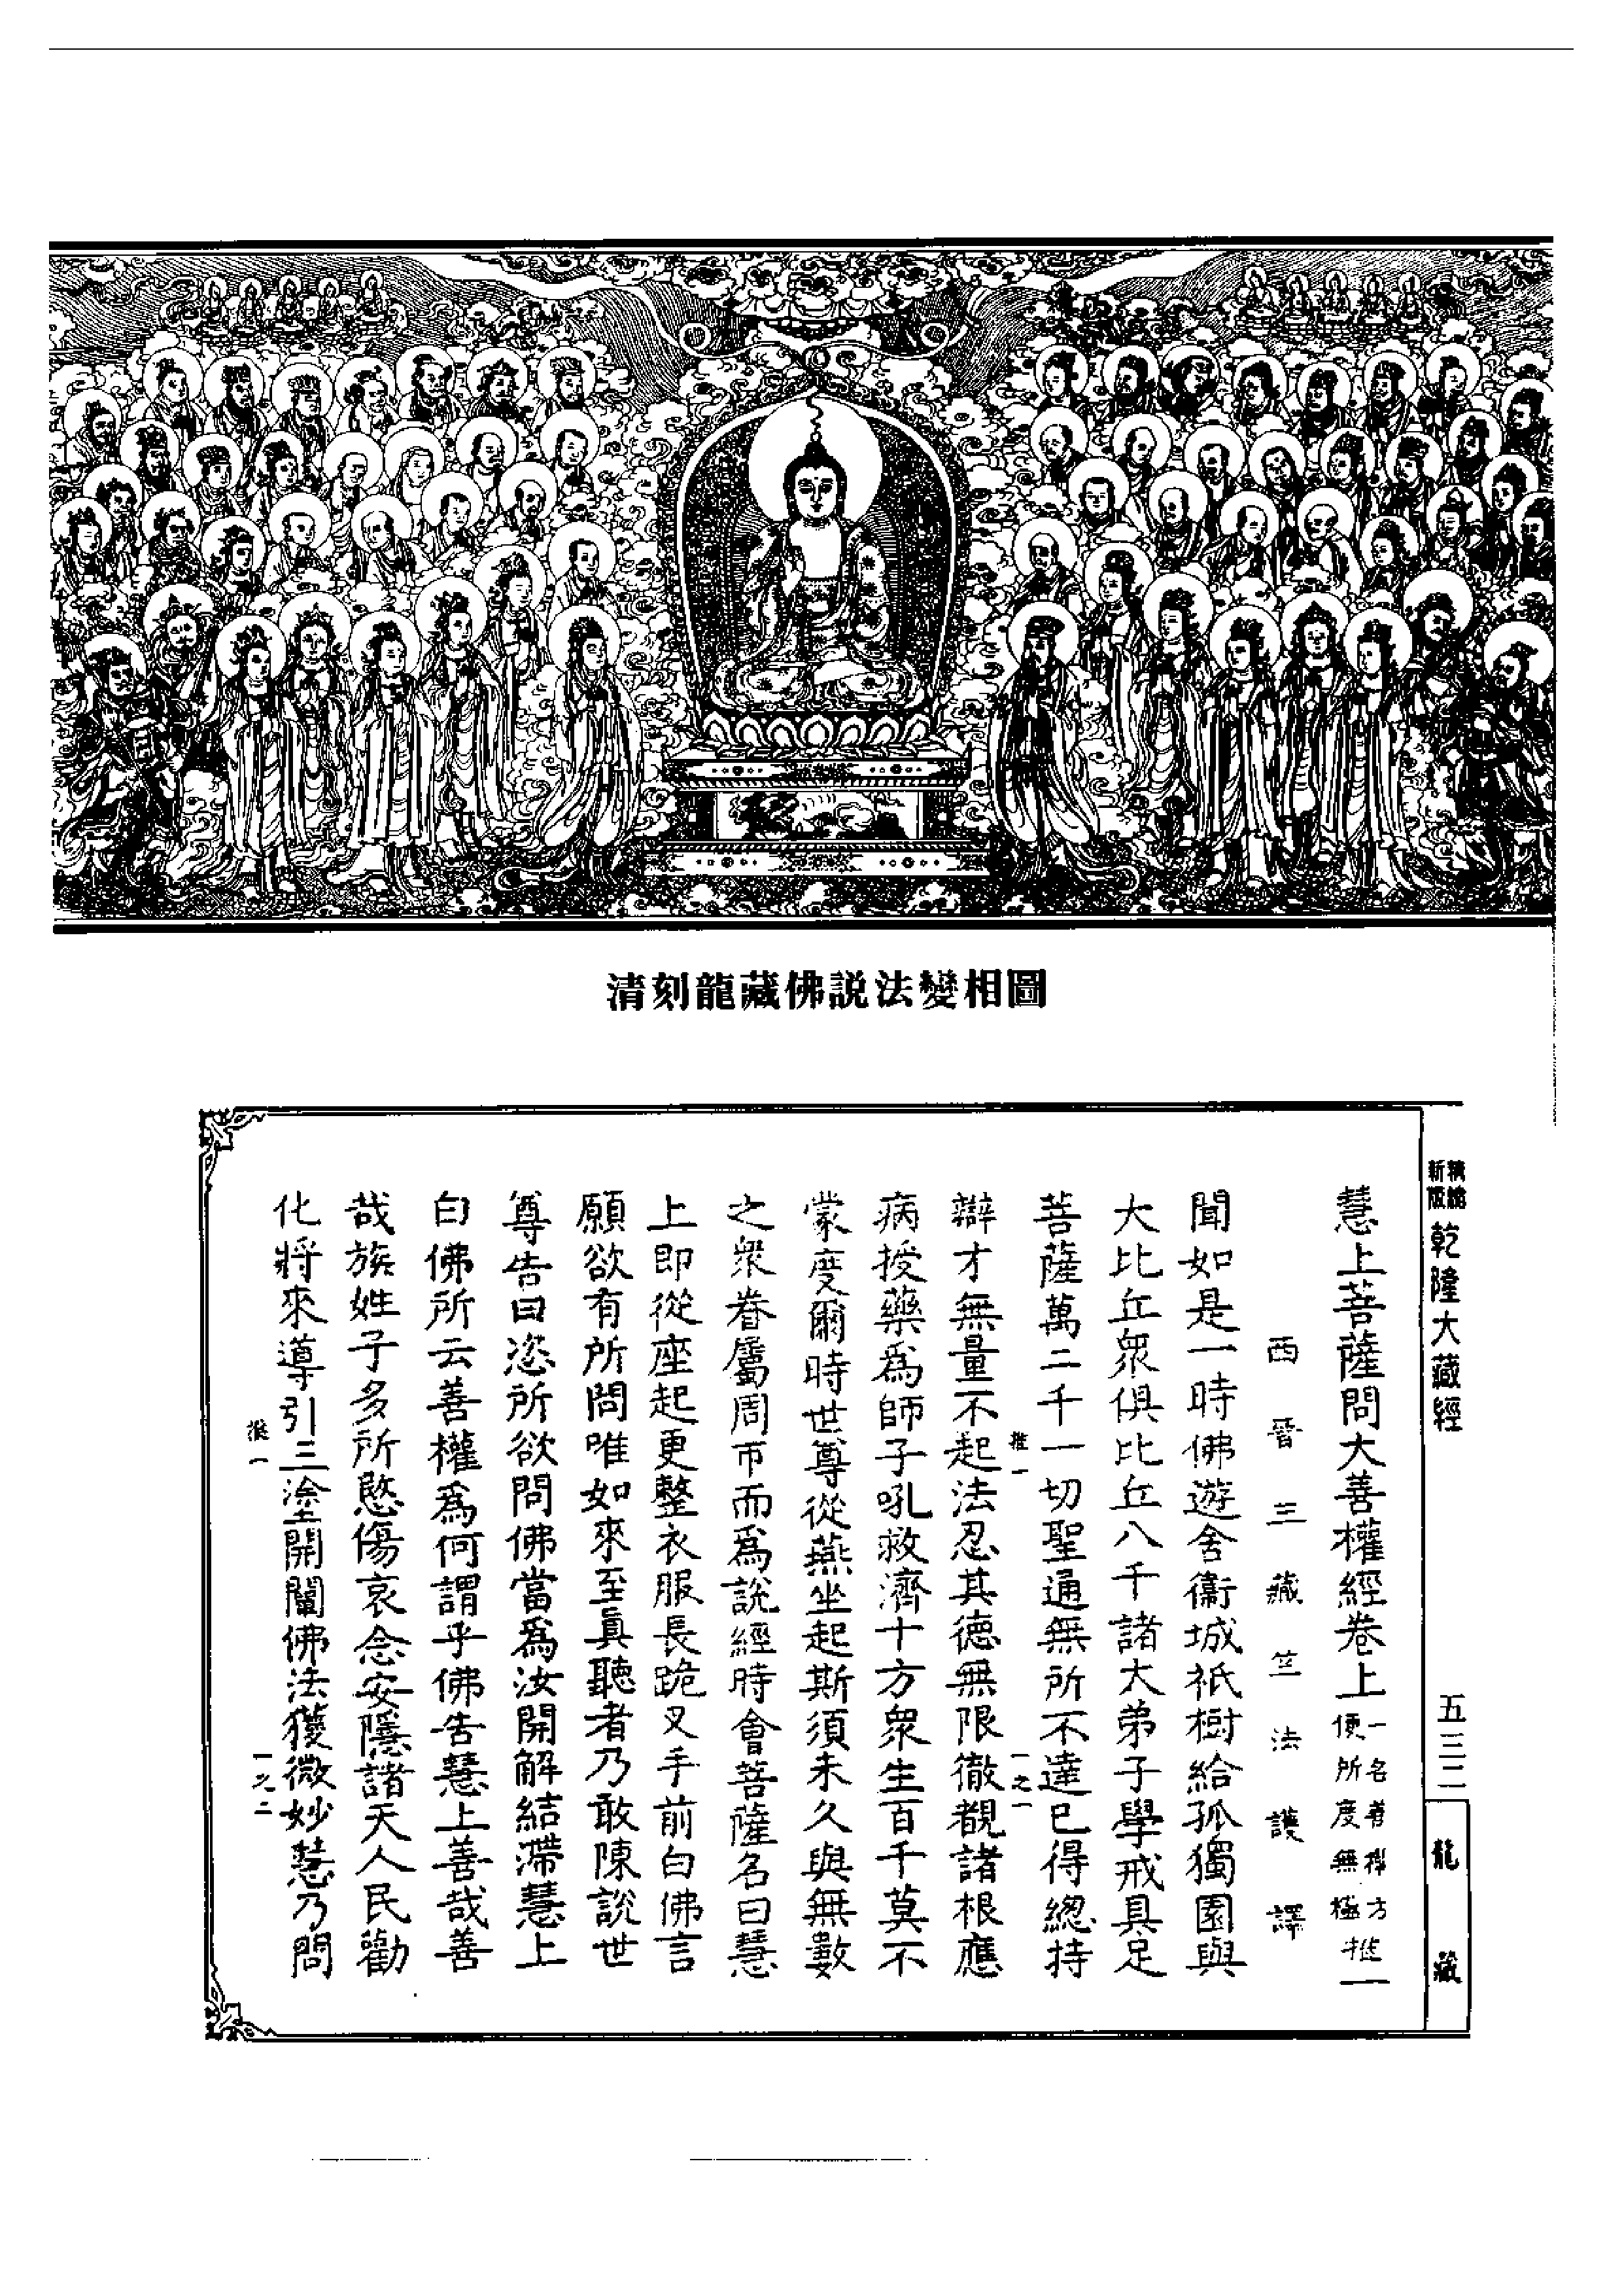 清刻龍藏佛説法變相圖
新版
精縮
乾隆大藏經
五三二
龍藏
慧上菩薩問大善權經卷上
一名善權方
便所度無極
推一
西晉三藏竺法護譯
聞如是一時佛遊舍衞城祇樹給孤獨園與
大比丘衆俱比丘八千諸大弟子學戒具足
菩薩萬二千一切聖通無所不達已得總持
推一
一之一
辯才無量不起法忍其德無限徹覩諸根應
病授藥爲師子吼救濟十方衆生百千莫不
蒙度爾時世尊從燕坐起斯須未久與無數
之衆眷屬周帀而爲說經時會菩薩名曰慧
上即從座起更整衣服長跪叉手前白佛言
願欲有所問唯如來至眞聽者乃敢陳說世
尊告曰恣所欲問佛當爲汝開解結滯慧上
白佛所云善權爲何謂乎佛告慧上善哉善
哉族姓子多所愍傷哀念安隱諸天人民勸
化將來導引三塗開闡佛法獲微妙慧乃問
推一
一之二